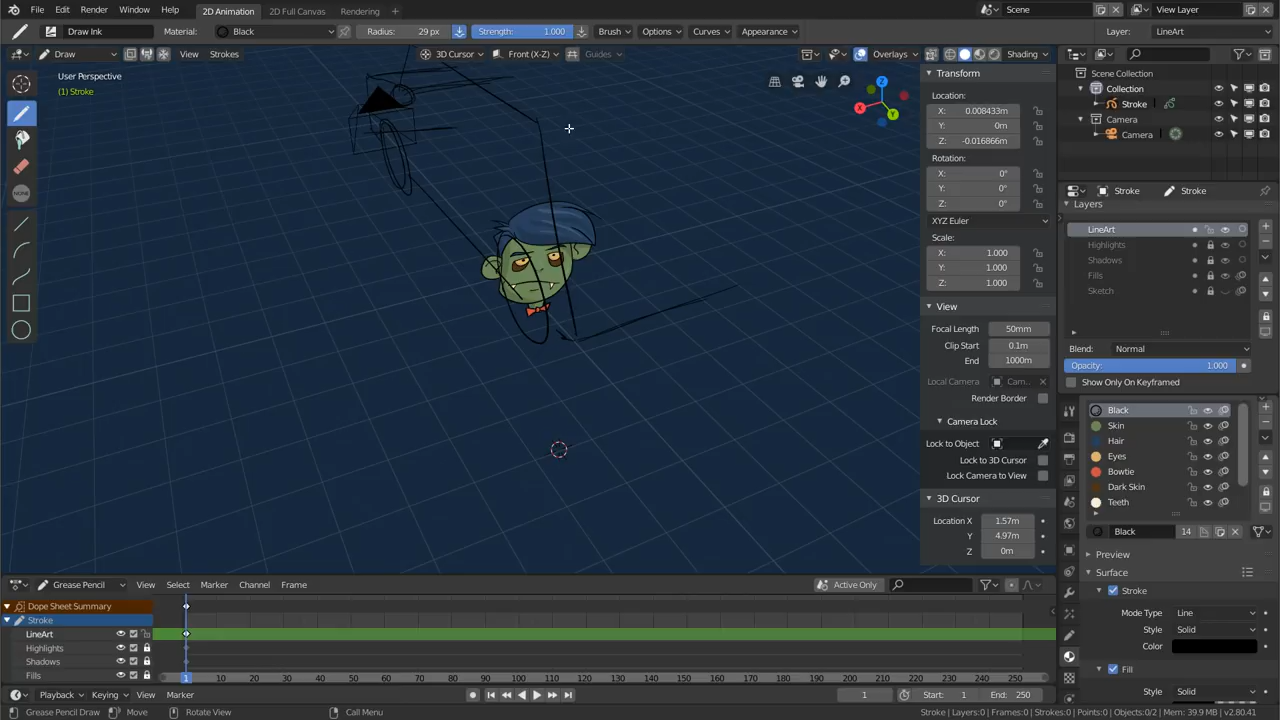 File Edit Render Window Help 2D Animation 2D Full Canvas Rendering + Scene View Layer
Draw Ink Material: Black Radius: 29 px Strength: 1.000 Brush Options Curves Appearance Layer: LineArt
Draw View Strokes 3D Cursor Front (X-Z) Guides Overlays Shading
User Perspective
(1) Stroke
X
Y
Z
NONE
Transform
Location:
X: 0.008433m
Y: 0m
Z: -0.016866m
Rotation:
X: 0°
Y: 0°
Z: 0°
XYZ Euler
Scale:
X: 1.000
Y: 1.000
Z: 1.000
View
Focal Length 50mm
Clip Start 0.1m
End 1000m
Local Camera Cam...
Render Border
Camera Lock
Lock to Object
Lock to 3D Cursor
Lock Camera to View
3D Cursor
Location X 1.57m
Y 4.97m
Z 0m
Scene Collection
Collection
Stroke
Camera
Camera
Stroke Stroke
Layers
LineArt
Highlights
Shadows
Fills
Sketch
Blend: Normal
Opacity: 1.000
Show Only On Keyframed
Black
Skin
Hair
Eyes
Bowtie
Dark Skin
Teeth
Black 14
Preview
Surface
Stroke
Mode Type Line
Style Solid
Color
Fill
Style Solid
Grease Pencil View Select Marker Channel Frame Active Only
Dope Sheet Summary
Stroke
LineArt
Highlights
Shadows
Fills
1 10 20 30 40 50 60 70 80 90 100 110 120 130 140 150 160 170 180 190 200 210 220 230 240 250
Playback Keying View Marker 1 Start: 1 End: 250
Grease Pencil Draw Move Rotate View Call Menu Stroke | Layers:0 | Frames:0 | Strokes:0 | Points:0 | Objects:0/2 | Mem: 39.9 MB | v2.80.41